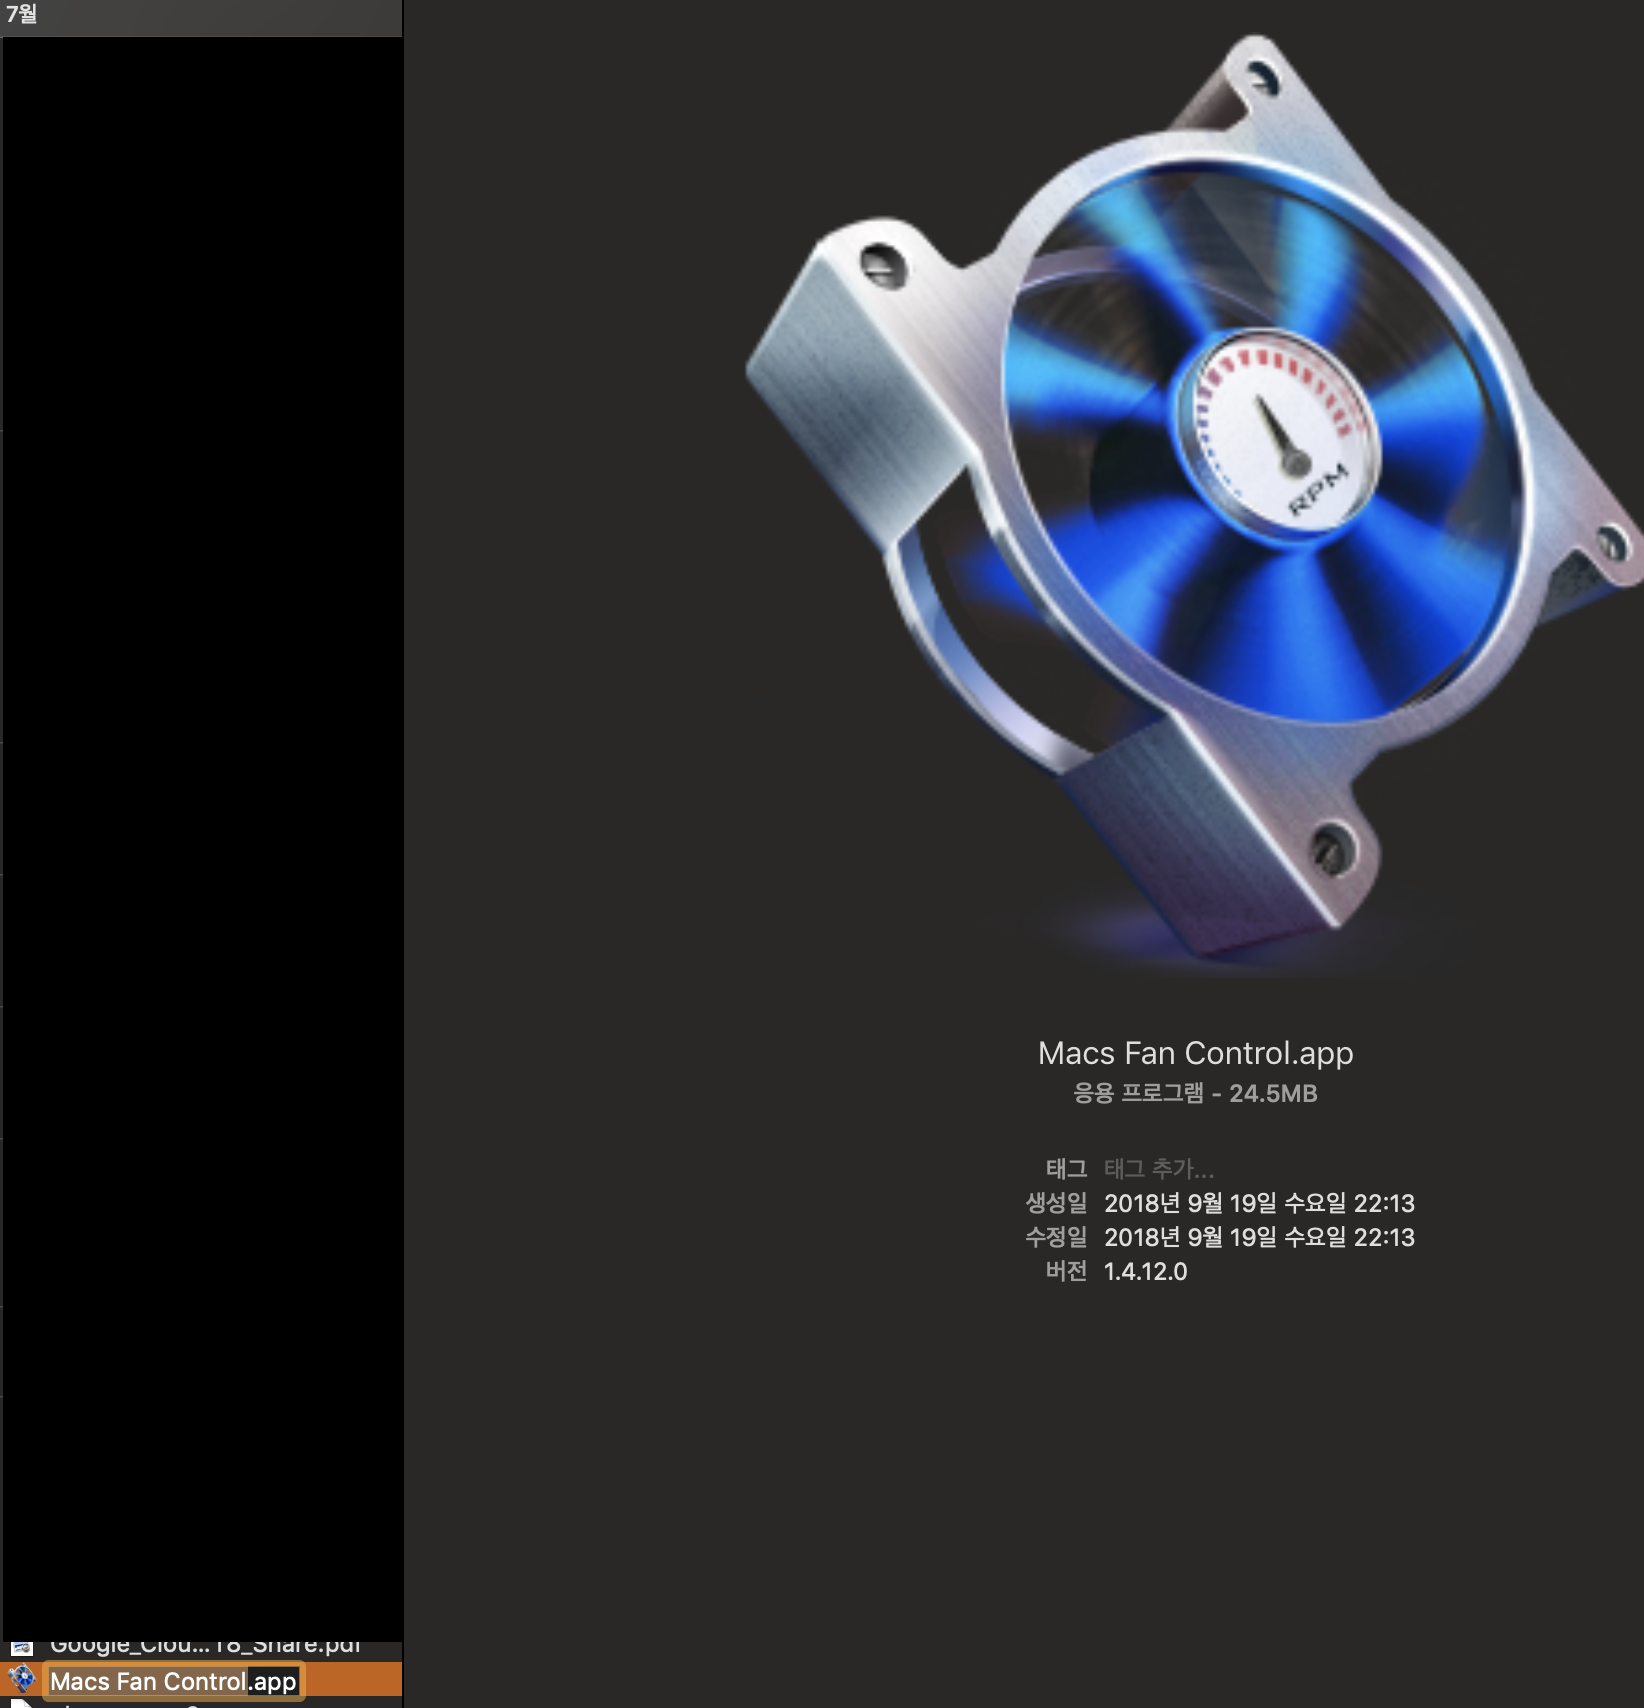 7월
RPM
Macs Fan Control.app
응용 프로그램 - 24.5MB
태그 태그 추가...
생성일 2018년 9월 19일 수요일 22:13
수정일 2018년 9월 19일 수요일 22:13
버전 1.4.12.0
Google_Clou...18_Share.pdf
Macs Fan Control.app